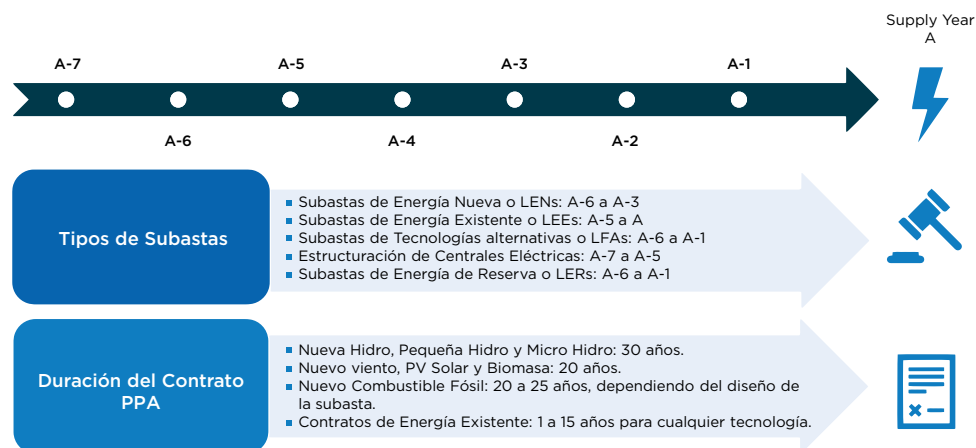 Supply Year
A
A-7
A-5
A-3
A-1
A-6
A-4
A-2
Tipos de Subastas
Subastas de Energía Nueva o LENs: A-6 a A-3
Subastas de Energía Existente o LEEs: A-5 a A
Subastas de Tecnologías alternativas o LFAs: A-6 a A-1
Estructuración de Centrales Eléctricas: A-7 a A-5
Subastas de Energía de Reserva o LERs: A-6 a A-1
Duración del Contrato
PPA
Nueva Hidro, Pequeña Hidro y Micro Hidro: 30 años.
Nuevo viento, PV Solar y Biomasa: 20 años.
Nuevo Combustible Fósil: 20 a 25 años, dependiendo del diseño de
la subasta.
Contratos de Energía Existente: 1 a 15 años para cualquier tecnología.